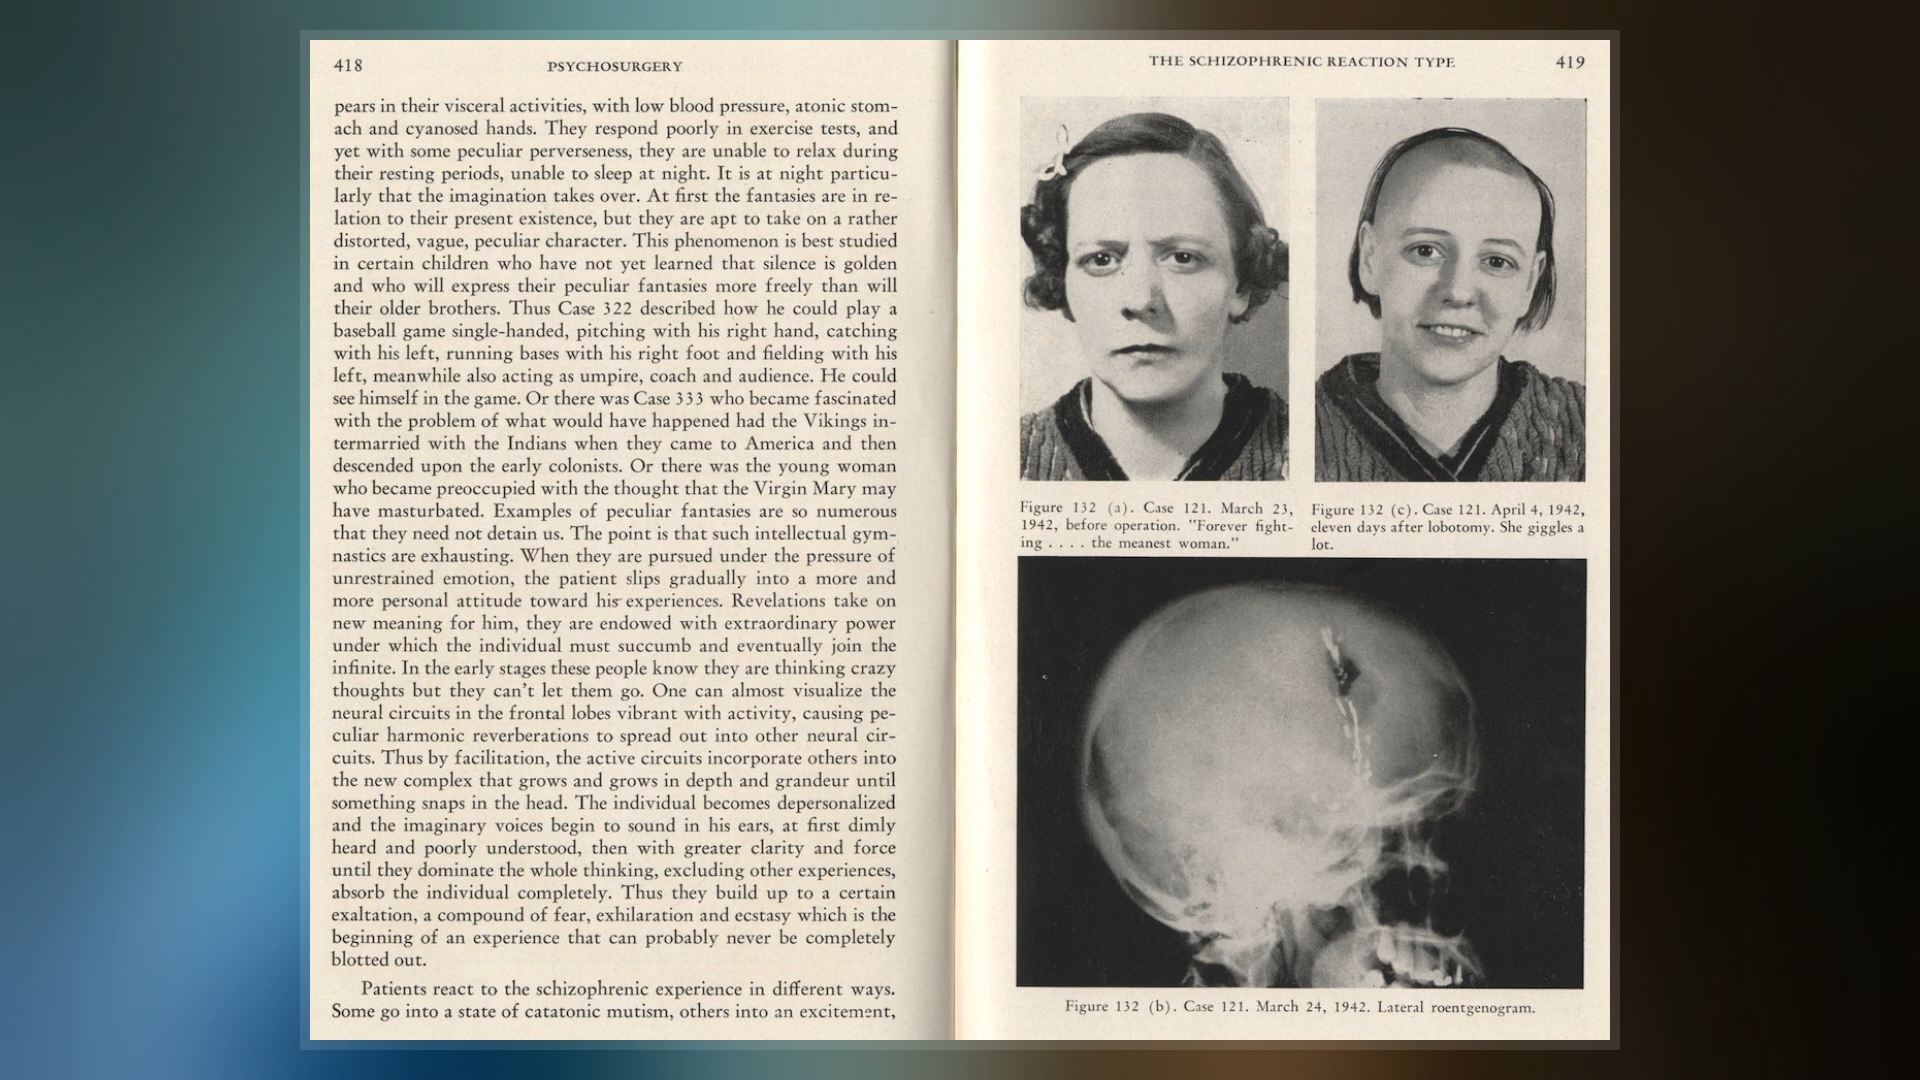 418
PSYCHOSURGERY
pears in their visceral activities, with low blood pressure, atonic stom-
ach and cyanosed hands. They respond poorly in exercise tests, and
yet with some peculiar perverseness, they are unable to relax during
their resting periods, unable to sleep at night. It is at night particu-
larly that the imagination takes over. At first the fantasies are in re-
lation to their present existence, but they are apt to take on a rather
distorted, vague, peculiar character. This phenomenon is best studied
in certain children who have not yet learned that silence is golden
and who will express their peculiar fantasies more freely than will
their older brothers. Thus Case 322 described how he could play a
baseball game single-handed, pitching with his right hand, catching
with his left, running bases with his right foot and fielding with his
left, meanwhile also acting as umpire, coach and audience. He could
see himself in the game. Or there was Case 333 who became fascinated
with the problem of what would have happened had the Vikings in-
termarried with the Indians when they came to America and then
descended upon the early colonists. Or there was the young woman
who became preoccupied with the thought that the Virgin Mary may
have masturbated. Examples of peculiar fantasies are so numerous
that they need not detain us. The point is that such intellectual gym-
nastics are exhausting. When they are pursued under the pressure of
unrestrained emotion, the patient slips gradually into a more and
more personal attitude toward his experiences. Revelations take on
new meaning for him, they are endowed with extraordinary power
under which the individual must succumb and eventually join the
infinite. In the early stages these people know they are thinking crazy
thoughts but they can't let them go. One can almost visualize the
neural circuits in the frontal lobes vibrant with activity, causing pe-
culiar harmonic reverberations to spread out into other neural cir-
cuits. Thus by facilitation, the active circuits incorporate others into
the new complex that grows and grows in depth and grandeur until
something snaps in the head. The individual becomes depersonalized
and the imaginary voices begin to sound in his ears, at first dimly
heard and poorly understood, then with greater clarity and force
until they dominate the whole thinking, excluding other experiences,
absorb the individual completely. Thus they build up to a certain
exaltation, a compound of fear, exhilaration and ecstasy which is the
beginning of an experience that can probably never be completely
blotted out.
Patients react to the schizophrenic experience in different ways.
Some go into a state of catatonic mutism, others into an excitement,
THE SCHIZOPHRENIC REACTION TYPE
419
Figure 132 (a). Case 121. March 23,
1942, before operation. "Forever fight-
ing . . . . the meanest woman."
Figure 132 (c). Case 121. April 4, 1942,
eleven days after lobotomy. She giggles a
lot.
Figure 132 (b). Case 121. March 24, 1942. Lateral roentgenogram.